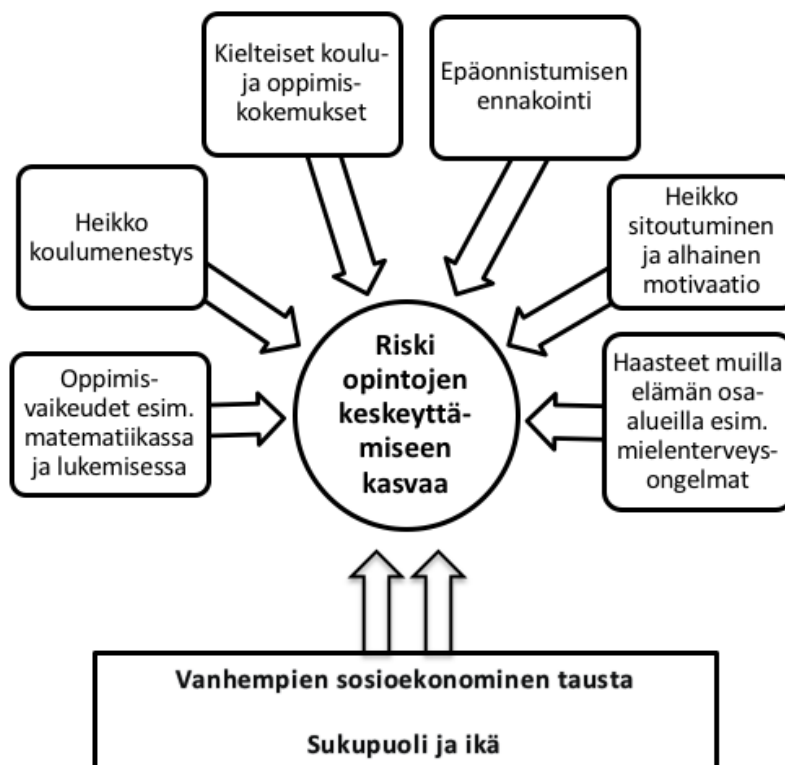 Kielteiset koulu-
ja oppimis-
kokemukset
Epäonnistumisen
ennakointi
Heikko
koulumenestys
Heikko
sitoutuminen
ja alhainen
motivaatio
Oppimis-
vaikeudet esim.
matematiikassa
ja lukemisessa
Riski
opintojen
keskeyttä-
miseen
kasvaa
Haasteet muilla
elämän osa-
alueilla esim.
mielenterveys-
ongelmat
Vanhempien sosioekonominen tausta
Sukupuoli ja ikä